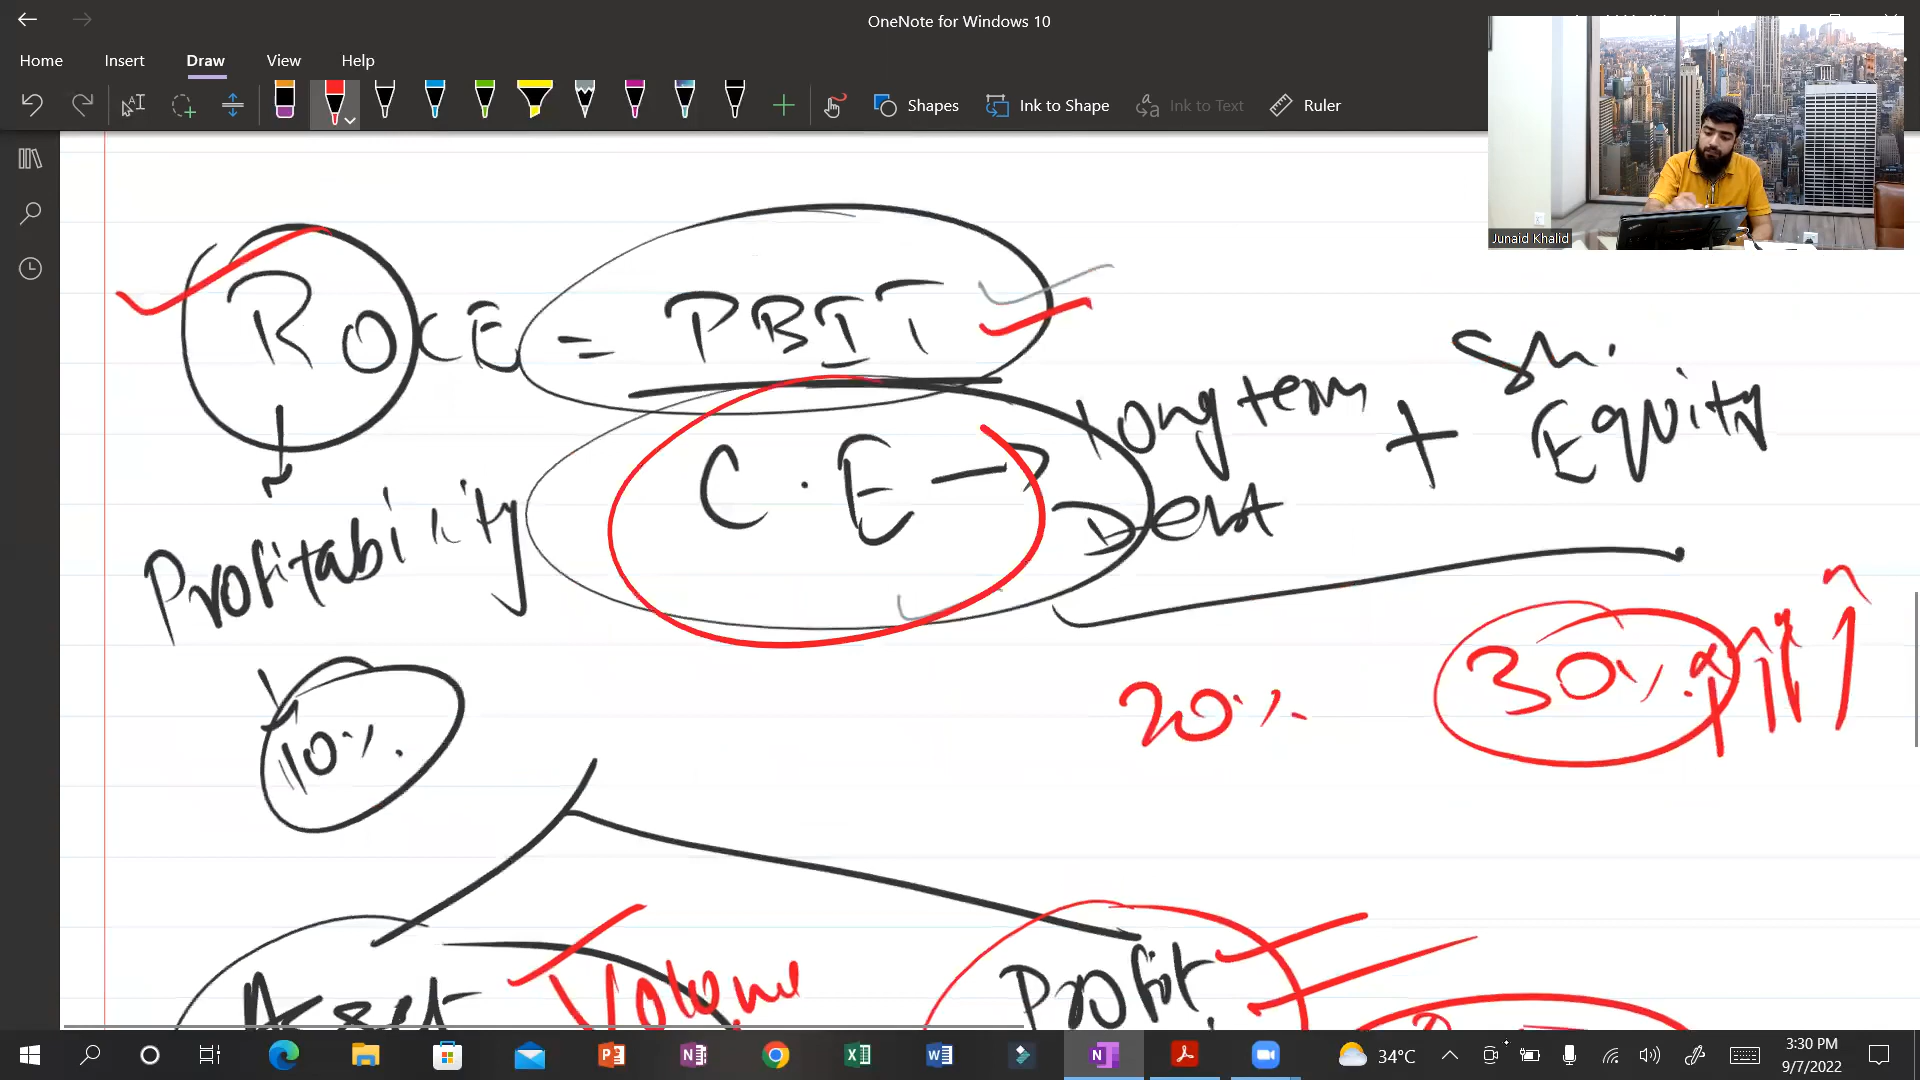 OneNote for Windows 10
Home Insert Draw View Help
Shapes Ink to Shape Ink to Text Ruler
Junaid Khalid
ROCE = PBIT
C.E → Long term Debt + Sh. Equity
Profitability
10%
20% 30%
Asset Volume Profit
34°C 3:30 PM
9/7/2022